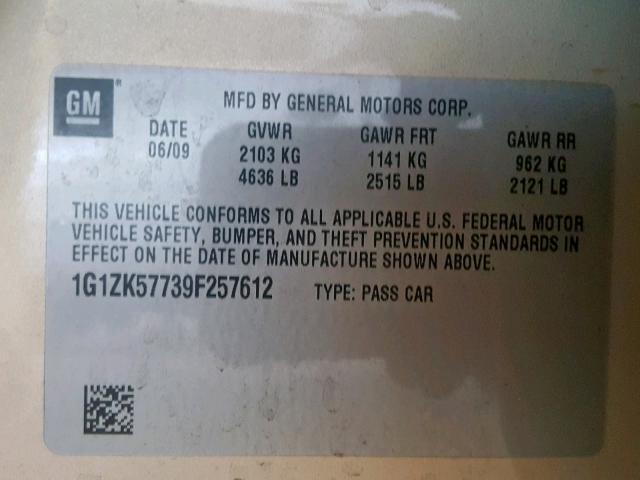 GM®
MFD BY GENERAL MOTORS CORP.
DATE GVWR GAWR FRT GAWR RR
06/09 2103 KG 1141 KG 962 KG
4636 LB 2515 LB 2121 LB
THIS VEHICLE CONFORMS TO ALL APPLICABLE U.S. FEDERAL MOTOR
VEHICLE SAFETY, BUMPER, AND THEFT PREVENTION STANDARDS IN
EFFECT ON THE DATE OF MANUFACTURE SHOWN ABOVE.
1G1ZK57739F257612 TYPE: PASS CAR